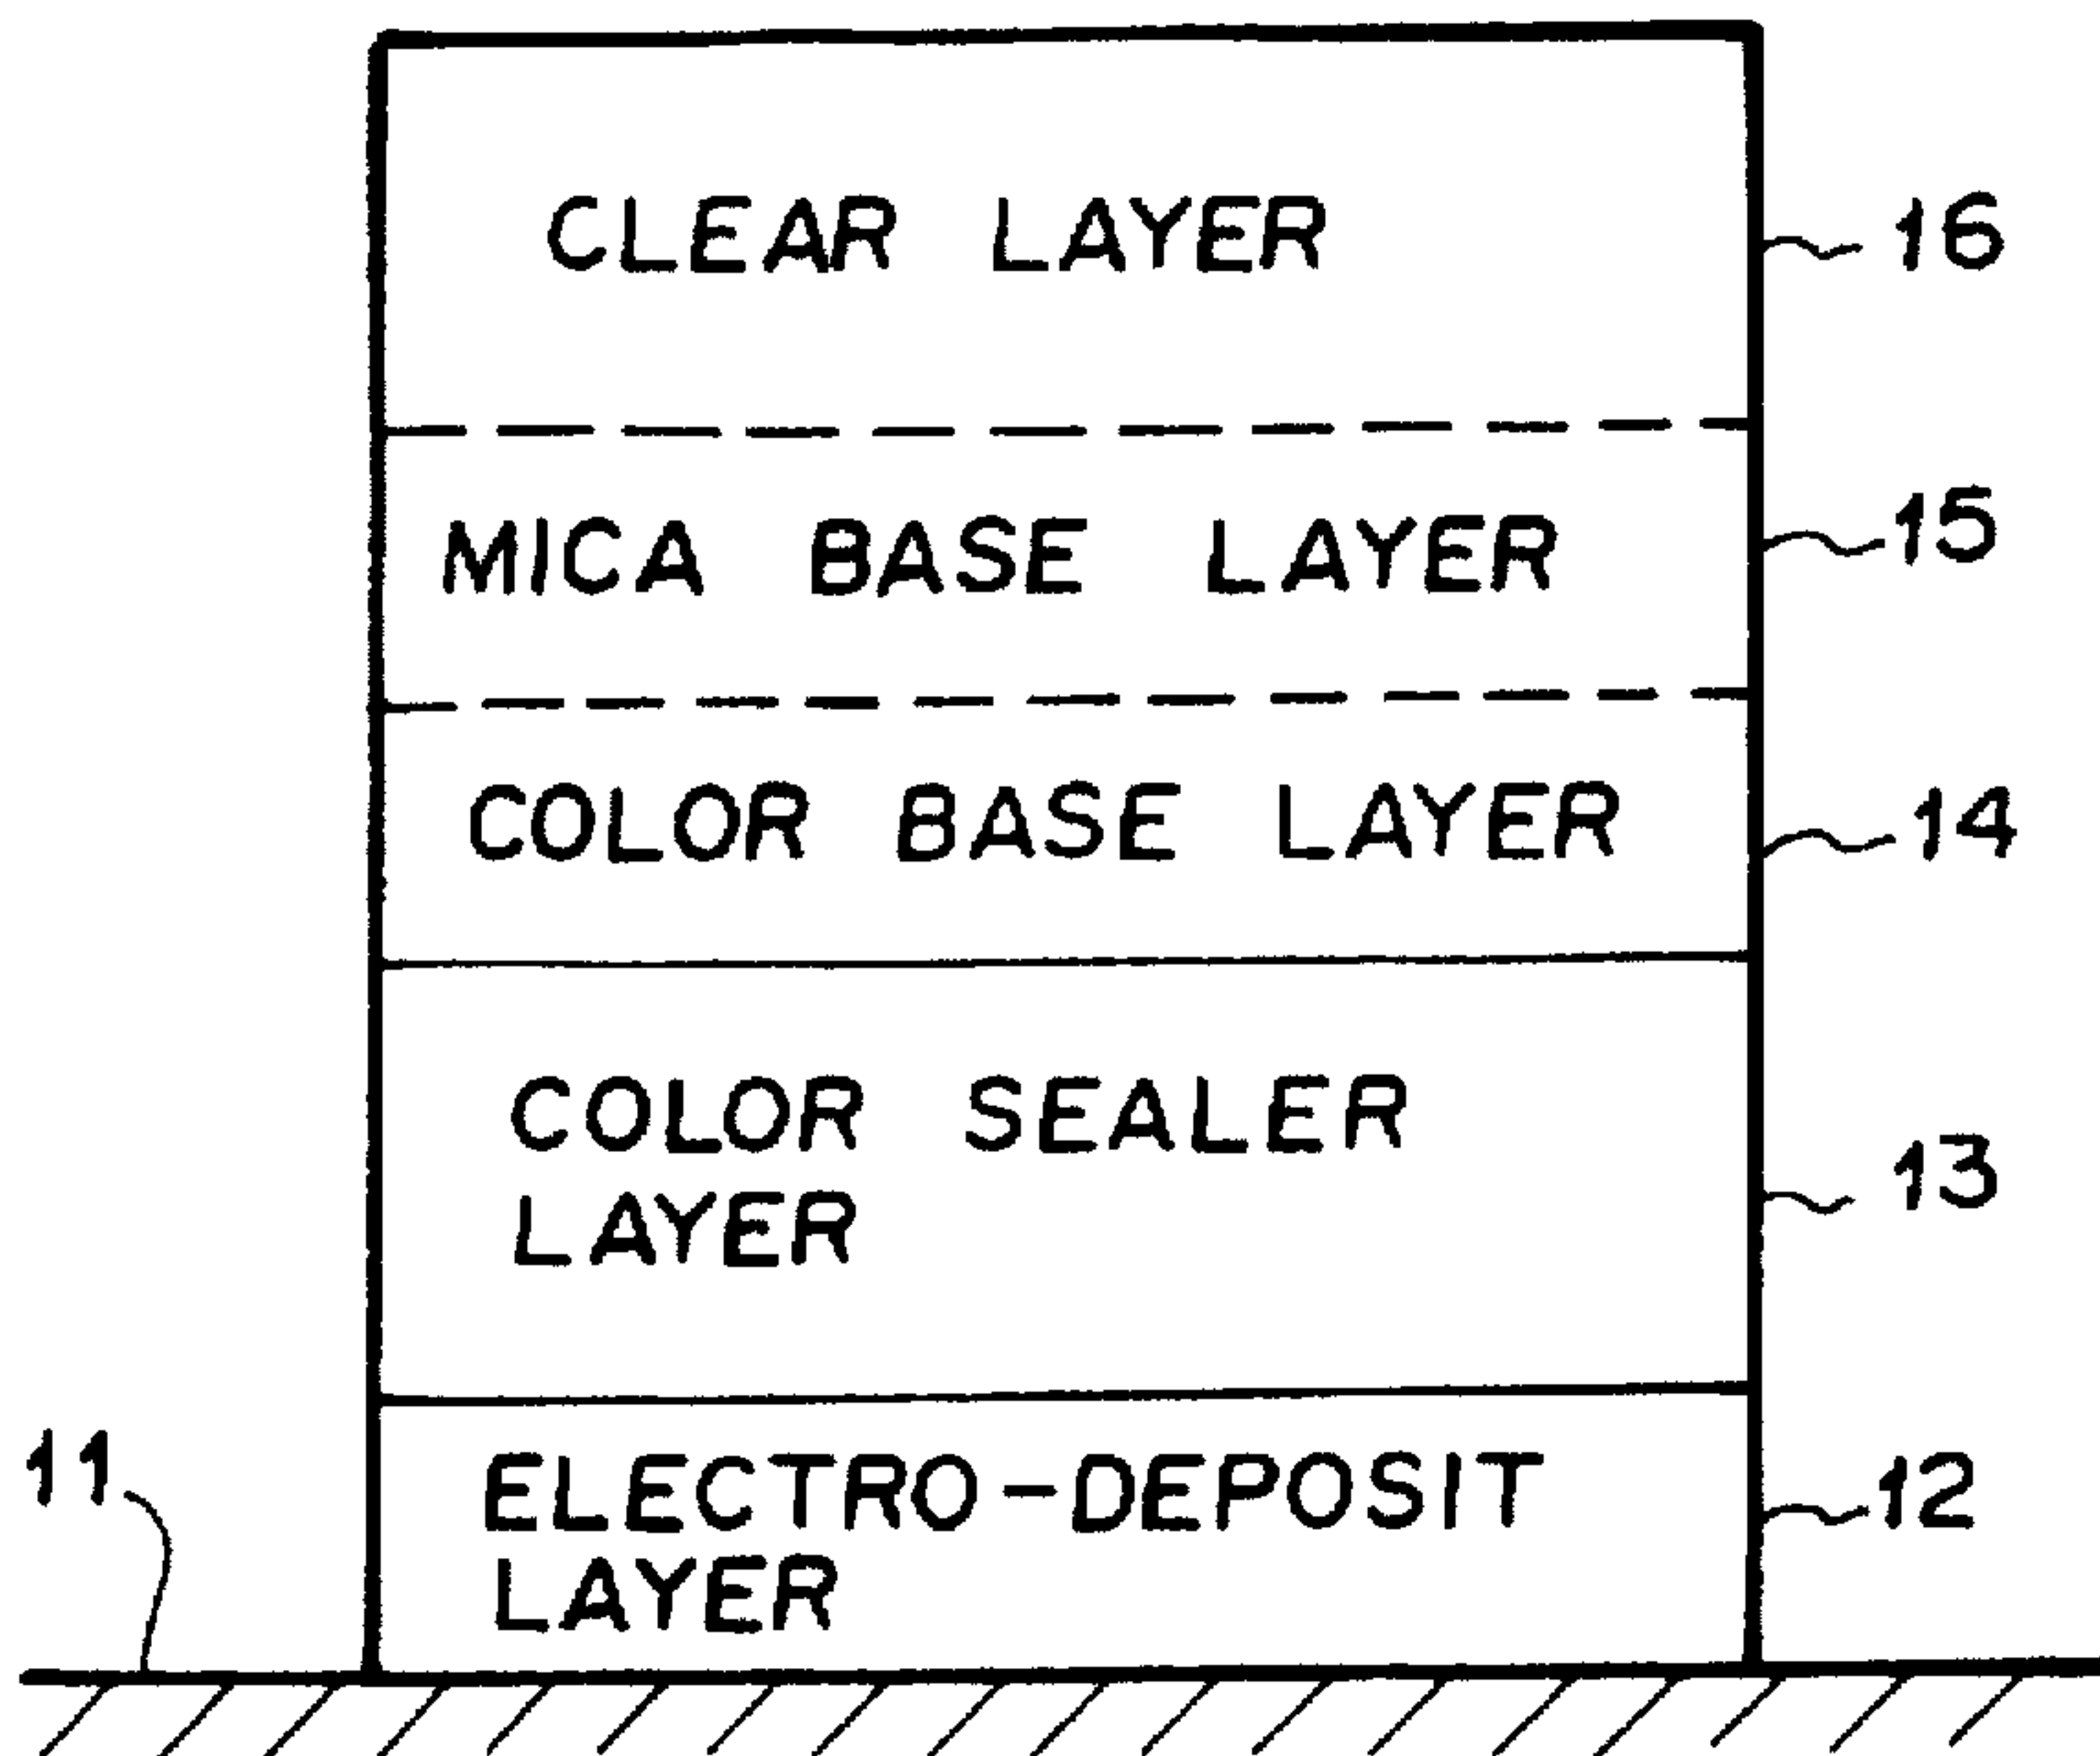 CLEAR LAYER
16
MICA BASE LAYER
15
COLOR BASE LAYER
14
COLOR SEALER
LAYER
13
11
ELECTRO-DEPOSIT
LAYER
12